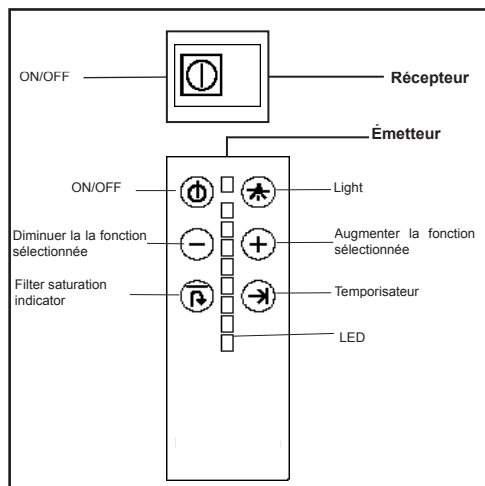 ON/OFF
Récepteur
Émetteur
ON/OFF
Light
Diminuer la la fonction
sélectionnée
Augmenter la fonction
sélectionnée
Filter saturation
indicator
Temporisateur
LED